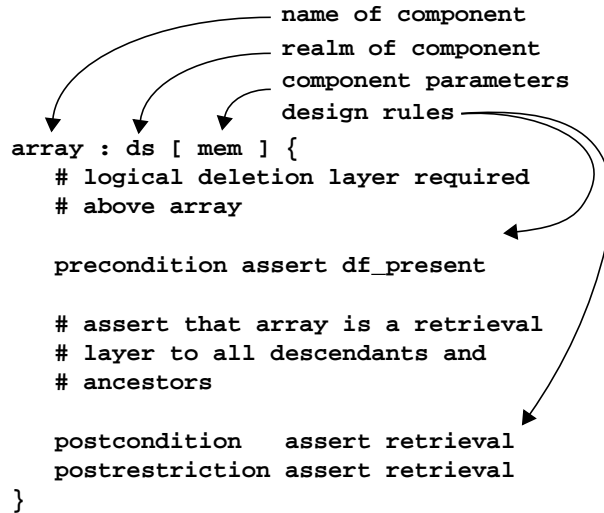 name of component
realm of component
component parameters
design rules
array : ds [ mem ] {
# logical deletion layer required
# above array
precondition assert df_present
# assert that array is a retrieval
# layer to all descendants and
# ancestors
postcondition   assert retrieval
postrestriction assert retrieval
}